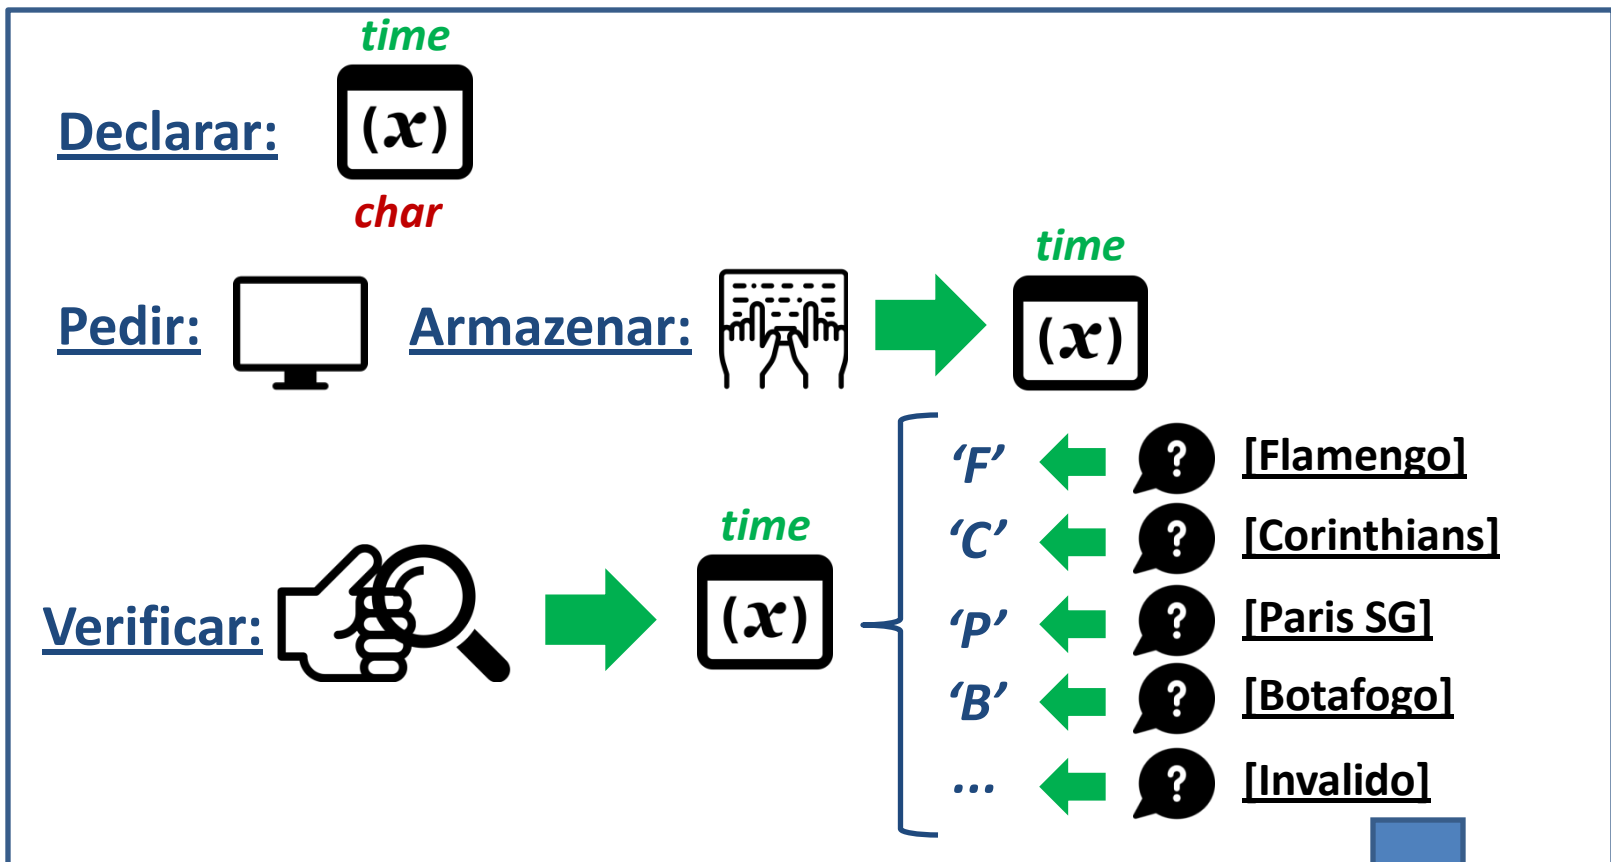 time
Declarar: (x)
char
time
Pedir: Armazenar: (x)
‘F’ ? [Flamengo]
time
‘C’ ? [Corinthians]
Verificar: (x) ‘P’ ? [Paris SG]
‘B’ ? [Botafogo]
... ? [Invalido]